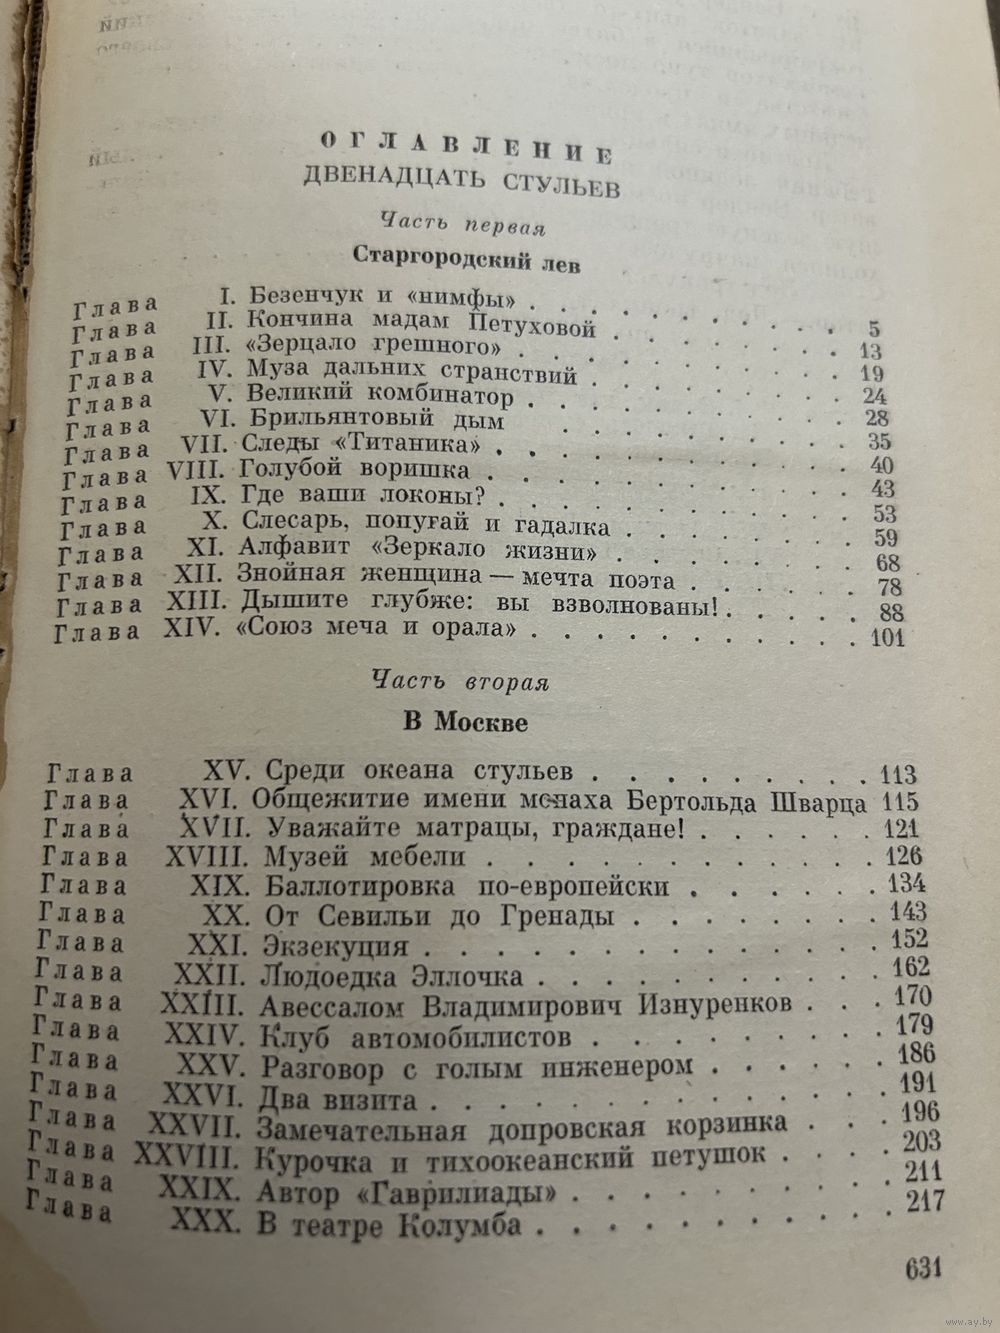 ОГЛАВЛЕНИЕ
ДВЕНАДЦАТЬ СТУЛЬЕВ
Часть первая
Старгородский лев
Глава I. Безенчук и «нимфы» . . . . . . . . 5
Глава II. Кончина мадам Петуховой . . . . . . 13
Глава III. «Зерцало грешного» . . . . . . . . 19
Глава IV. Муза дальних странствий . . . . . . 24
Глава V. Великий комбинатор . . . . . . . . 28
Глава VI. Брильянтовый дым . . . . . . . . 35
Глава VII. Следы «Титаника» . . . . . . . . 40
Глава VIII. Голубой воришка . . . . . . . . 43
Глава IX. Где ваши локоны? . . . . . . . . 53
Глава X. Слесарь, попугай и гадалка . . . . . . 59
Глава XI. Алфавит «Зеркало жизни» . . . . . . 68
Глава XII. Знойная женщина — мечта поэта . . . . . 78
Глава XIII. Дышите глубже: вы взволнованы! . . . . . 88
Глава XIV. «Союз меча и орала» . . . . . . . . 101
Часть вторая
В Москве
Глава XV. Среди океана стульев . . . . . . . . 113
Глава XVI. Общежитие имени монаха Бертольда Шварца 115
Глава XVII. Уважайте матрацы, граждане! . . . . . . 121
Глава XVIII. Музей мебели . . . . . . . . . . 126
Глава XIX. Баллотировка по-европейски . . . . . . 134
Глава XX. От Севильи до Гренады . . . . . . . 143
Глава XXI. Экзекуция . . . . . . . . . . . 152
Глава XXII. Людоедка Эллочка . . . . . . . . 162
Глава XXIII. Авессалом Владимирович Изнуренков . . . 170
Глава XXIV. Клуб автомобилистов . . . . . . . . 179
Глава XXV. Разговор с голым инженером . . . . . 186
Глава XXVI. Два визита . . . . . . . . . . . 191
Глава XXVII. Замечательная допровская корзинка . . . 196
Глава XXVIII. Курочка и тихоокеанский петушок . . . . 203
Глава XXIX. Автор «Гаврилиады» . . . . . . . . 211
Глава XXX. В театре Колумба . . . . . . . . . 217
631
www.ay.by